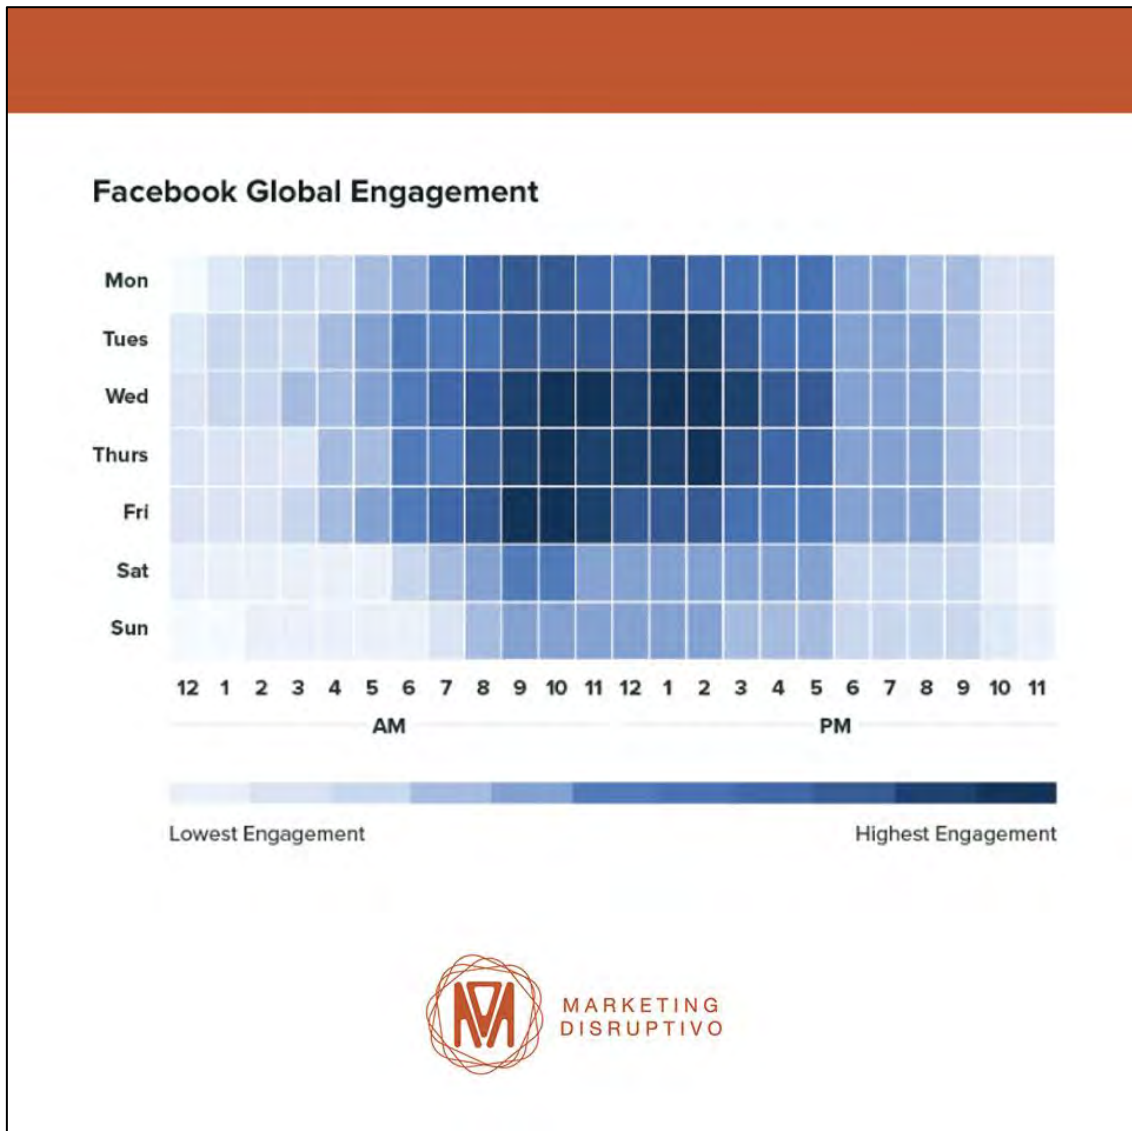 Facebook Global Engagement
Mon
Tues
Wed
Thurs
Fri
Sat
Sun
12 1 2 3 4 5 6 7 8 9 10 11 12 1 2 3 4 5 6 7 8 9 10 11
AM PM
Lowest Engagement Highest Engagement
MARKETING
DISRUPTIVO